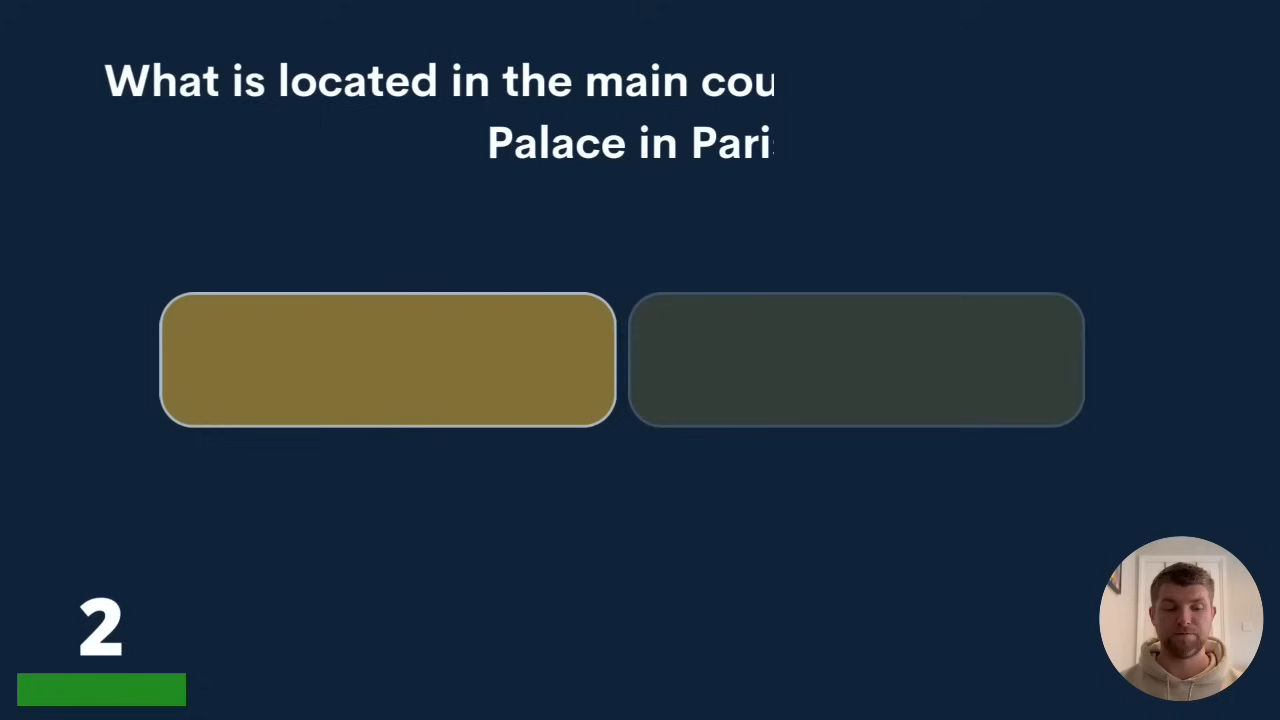 What is located in the main cou
Palace in Pari
2